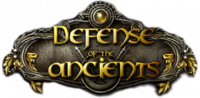 Defense
of the
Ancients